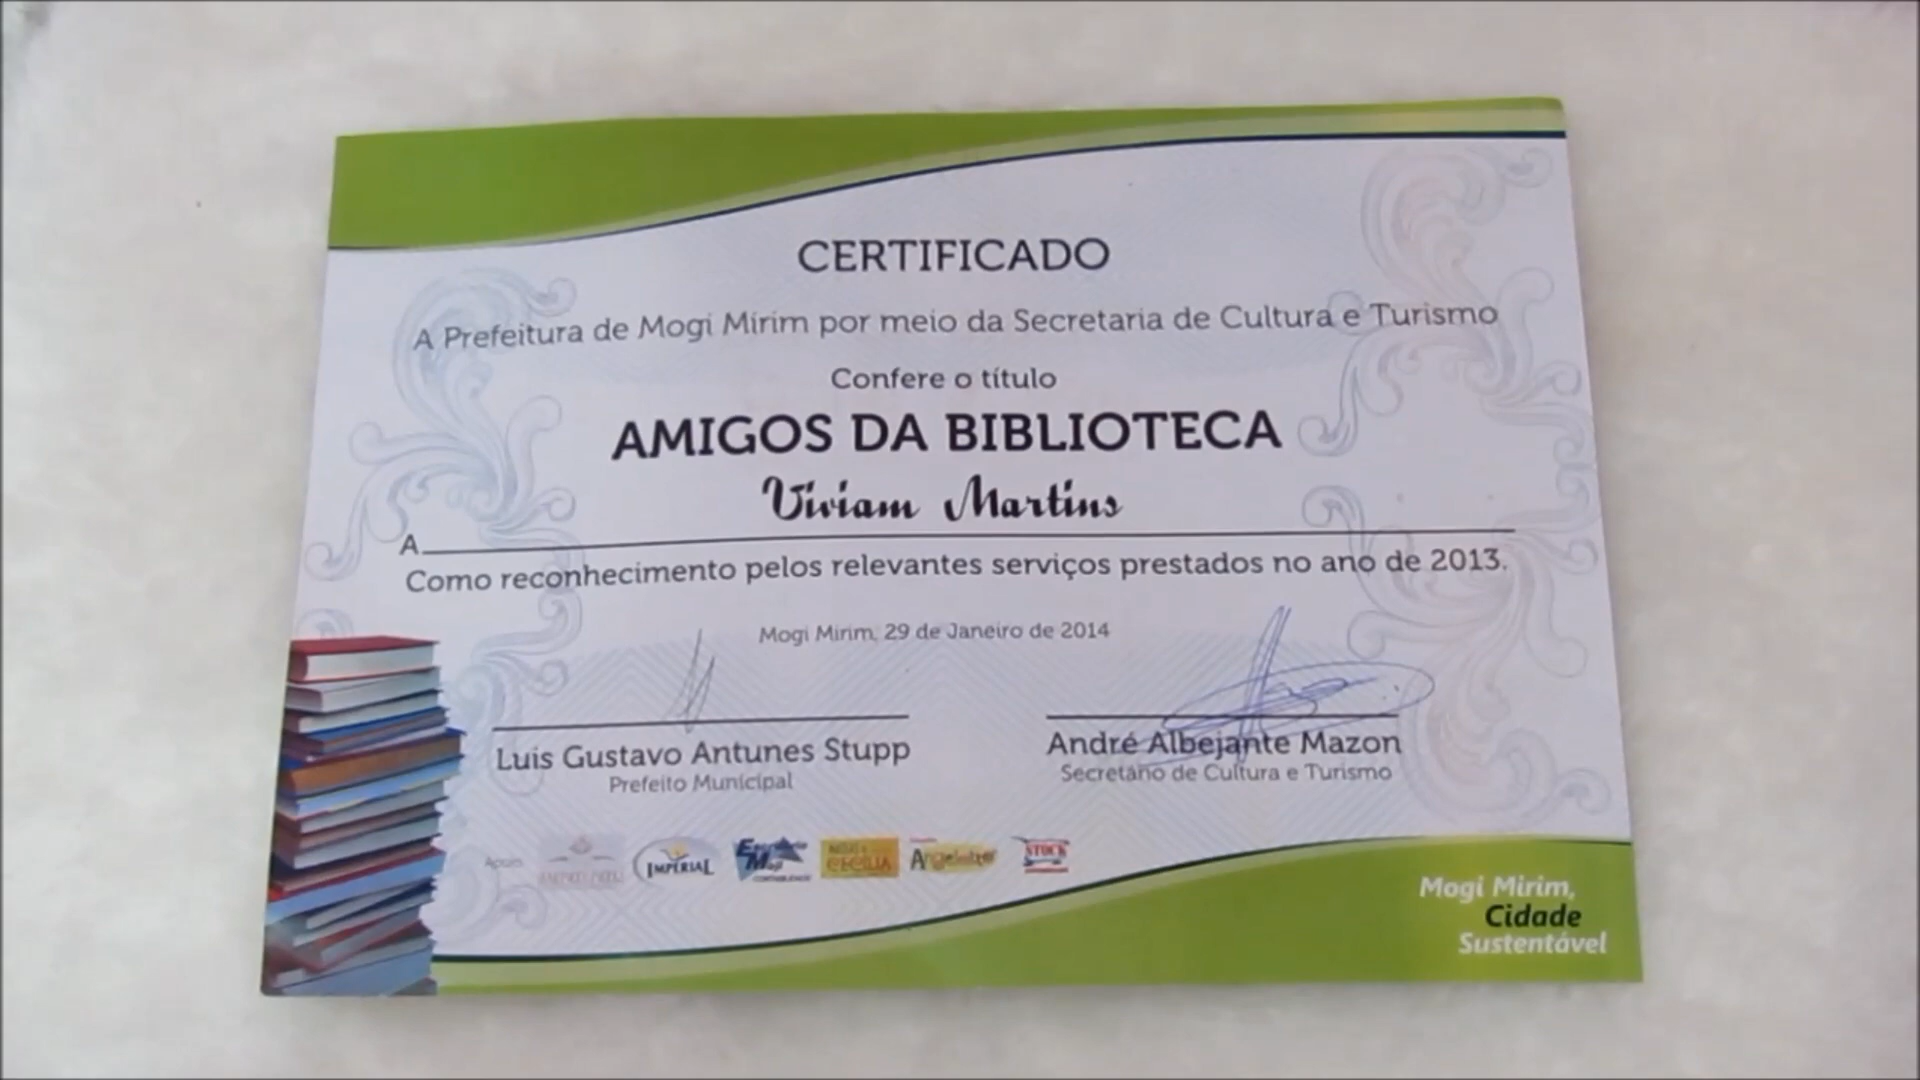 CERTIFICADO
A Prefeitura de Mogi Mirim por meio da Secretaria de Cultura e Turismo
Confere o título
AMIGOS DA BIBLIOTECA
Viviam Martins
A
Como reconhecimento pelos relevantes serviços prestados no ano de 2013.
Mogi Mirim, 29 de Janeiro de 2014
Luis Gustavo Antunes Stupp
Prefeito Municipal
André Albejante Mazon
Secretário de Cultura e Turismo
IMPERIAL
CECÍLIA
STOCK
Mogi Mirim,
Cidade
Sustentável